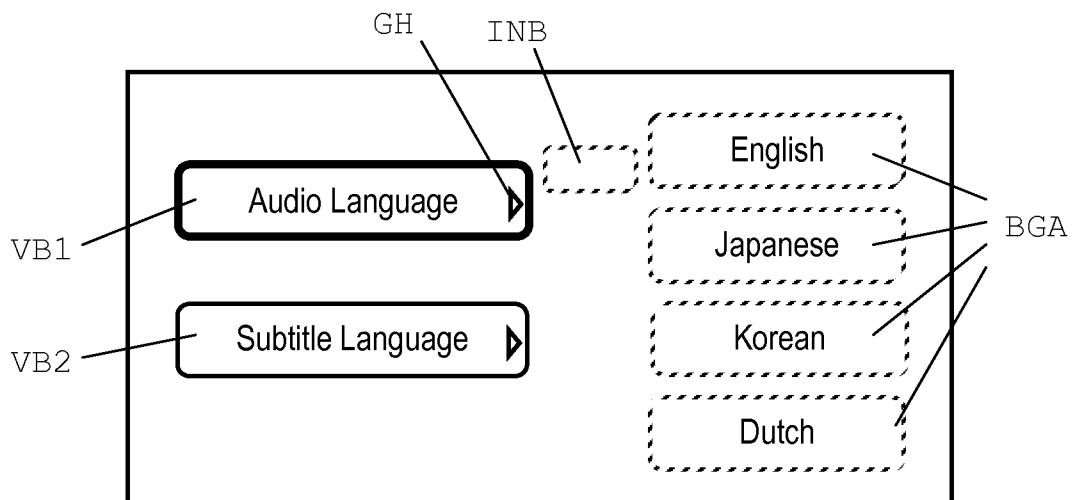 GH
INB
English
Audio Language
Japanese
BGA
VB1
Korean
Subtitle Language
VB2
Dutch